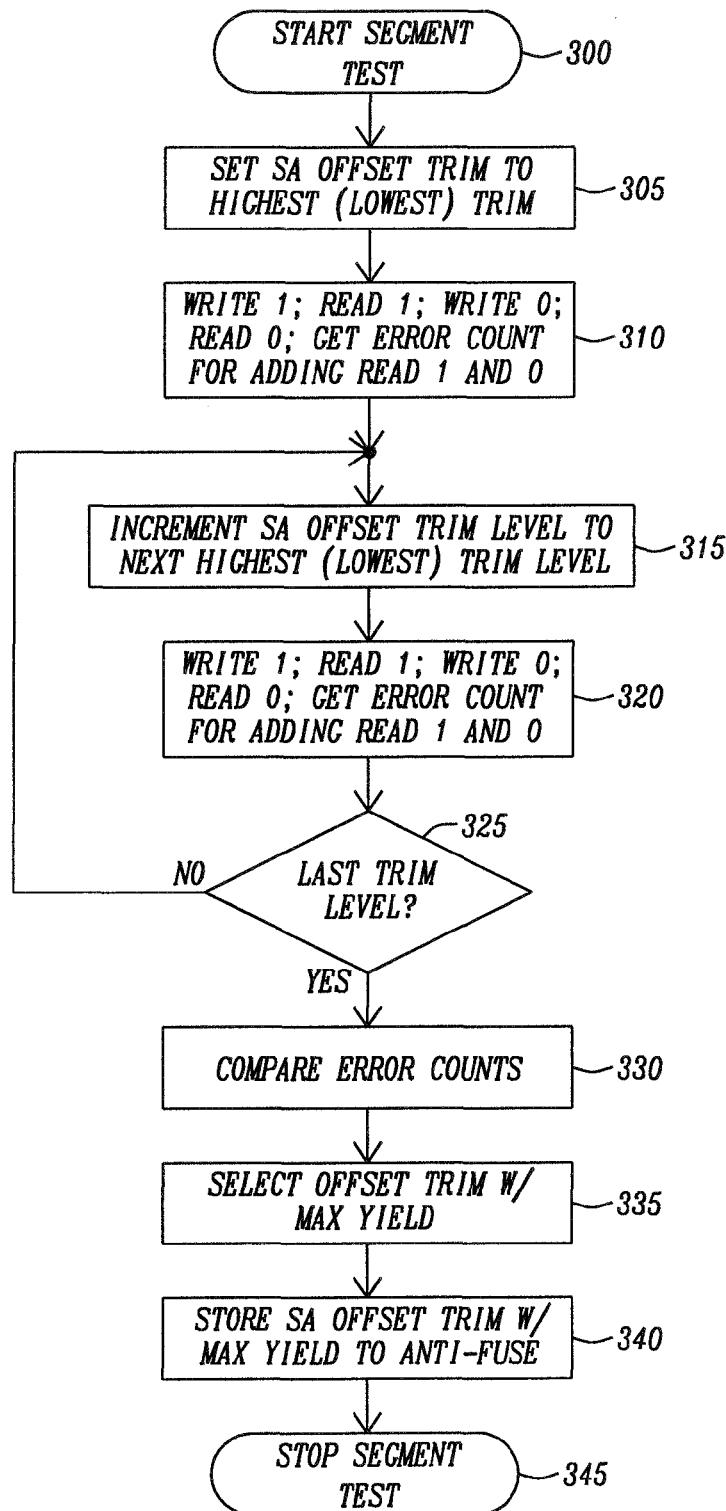 START SEGMENT
TEST
300
SET SA OFFSET TRIM TO
HIGHEST (LOWEST) TRIM
305
WRITE 1; READ 1; WRITE 0;
READ 0; GET ERROR COUNT
FOR ADDING READ 1 AND 0
310
INCREMENT SA OFFSET TRIM LEVEL TO
NEXT HIGHEST (LOWEST) TRIM LEVEL
315
WRITE 1; READ 1; WRITE 0;
READ 0; GET ERROR COUNT
FOR ADDING READ 1 AND 0
320
325
NO
LAST TRIM
LEVEL?
YES
COMPARE ERROR COUNTS
330
SELECT OFFSET TRIM W/
MAX YIELD
335
STORE SA OFFSET TRIM W/
MAX YIELD TO ANTI-FUSE
340
STOP SEGMENT
TEST
345